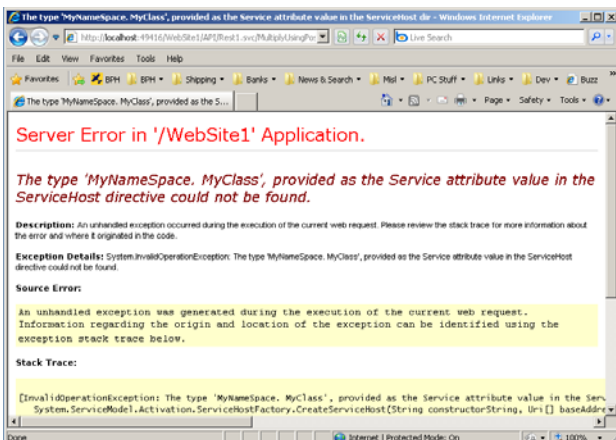 The type 'MyNameSpace. MyClass', provided as the Service attribute value in the ServiceHost dir - Windows Internet Explorer
http://localhost:49416/WebSite1/API/Rest1.svc/MultiplyUsingPor
Live Search
File Edit View Favorites Tools Help
Favorites BPH BPH Shipping Banks News & Search Misl PC Stuff Links Dev Buzz
The type 'MyNameSpace. MyClass', provided as the S... Page Safety Tools
Server Error in '/WebSite1' Application.
The type 'MyNameSpace. MyClass', provided as the Service attribute value in the
ServiceHost directive could not be found.
Description: An unhandled exception occurred during the execution of the current web request. Please review the stack trace for more information about
the error and where it originated in the code.
Exception Details: System.InvalidOperationException: The type 'MyNameSpace. MyClass', provided as the Service attribute value in the ServiceHost
directive could not be found.
Source Error:
An unhandled exception was generated during the execution of the current web request.
Information regarding the origin and location of the exception can be identified using the
exception stack trace below.
Stack Trace:
[InvalidOperationException: The type 'MyNameSpace. MyClass', provided as the Service attribute value in the Serv
System.ServiceModel.Activation.ServiceHostFactory.CreateServiceHost(String constructorString, Uri[] baseAddre
Done Internet | Protected Mode: On 100%